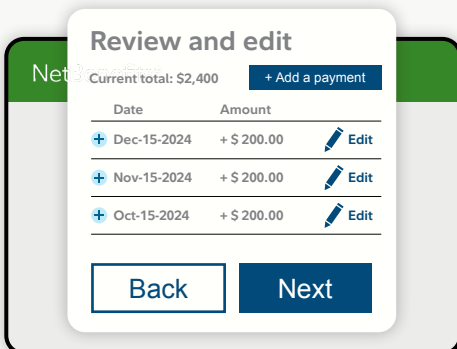 Review and edit
Net
Current total: $2,400
+ Add a payment
Date Amount
Dec-15-2024 + $ 200.00 Edit
Nov-15-2024 + $ 200.00 Edit
Oct-15-2024 + $ 200.00 Edit
Back Next